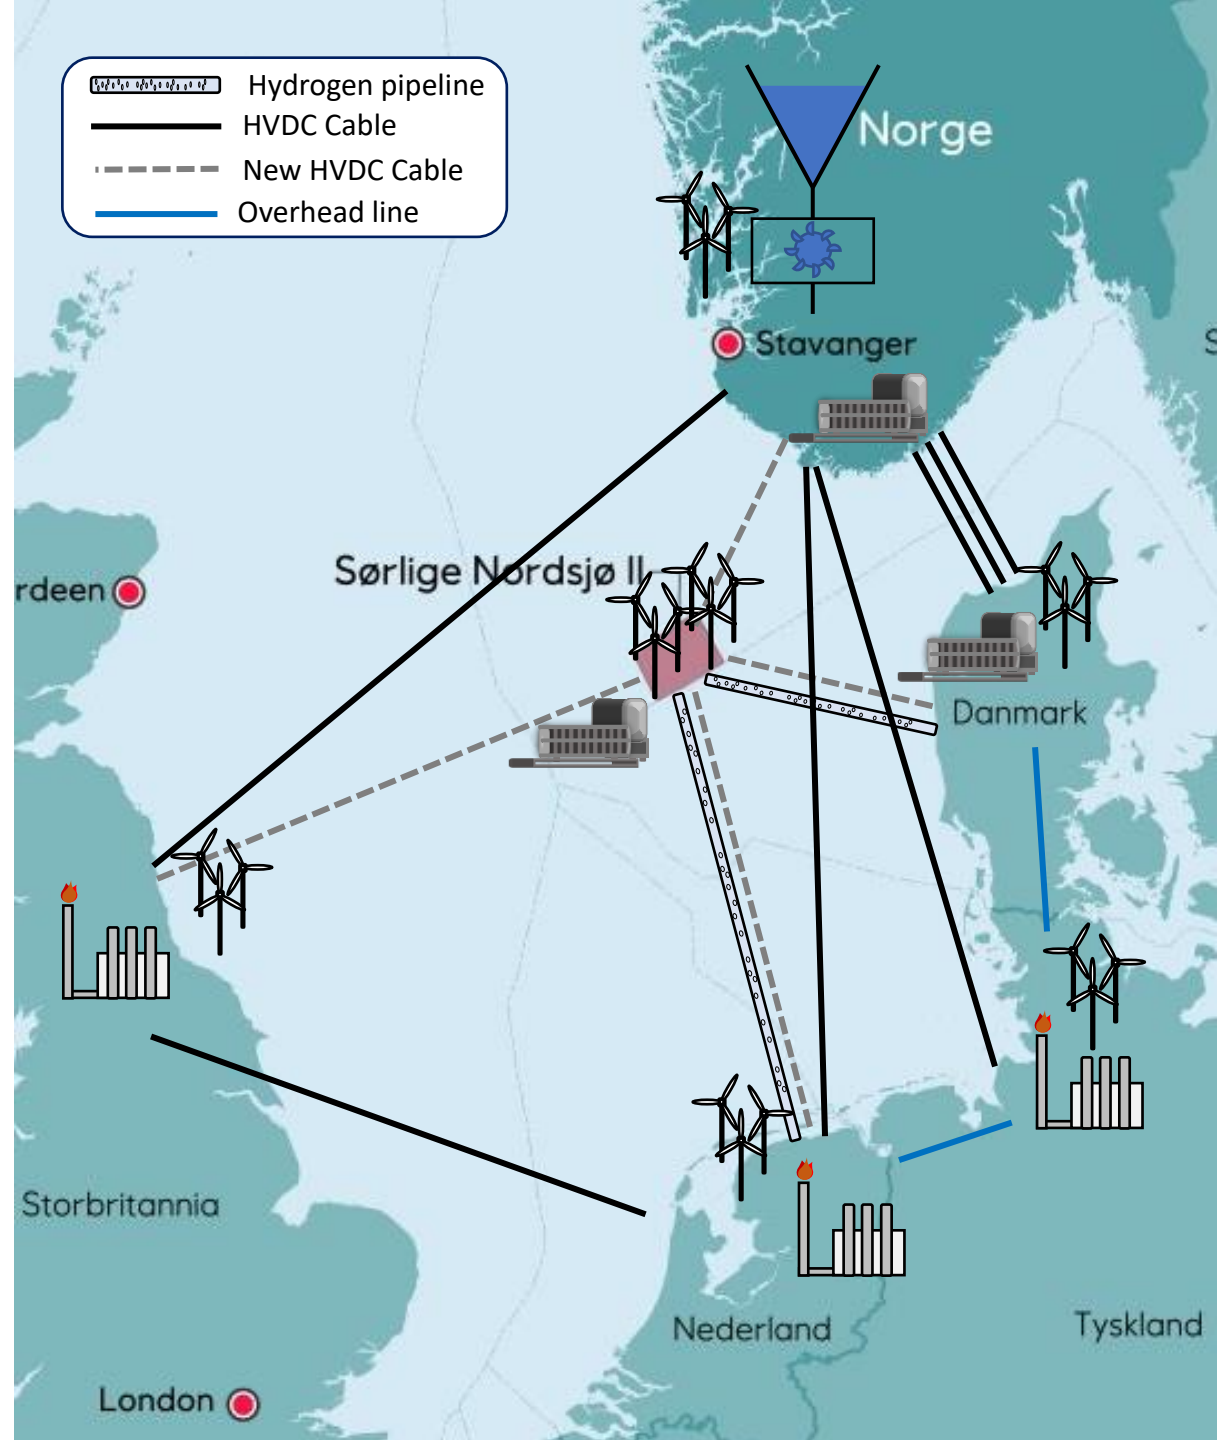 Hydrogen pipeline
HVDC Cable
New HVDC Cable
Overhead line
Norge
Stavanger
S
Sørlige Nordsjø II
rdeen
Danmark
Storbritannia
Nederland
Tyskland
London